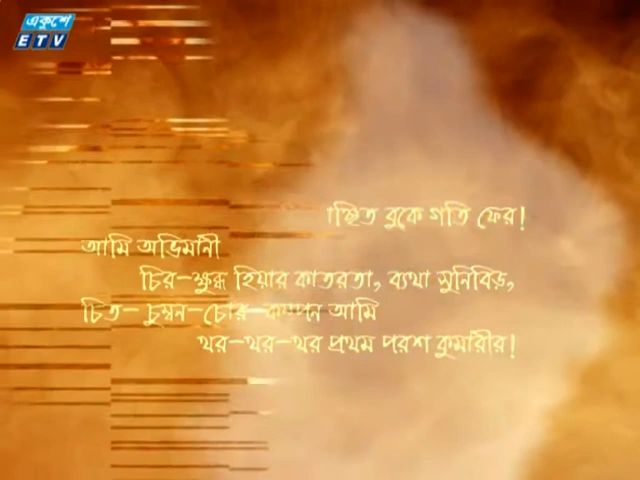 একুশে
ETV
ঞ্ছিত বুকে গতি ফের!
আমি অভিমানী
চির-ক্ষুব্ধ হিয়ার কাতরতা, ব্যথা সুনিবিড়,
চিত- চুম্বন-চোর-কম্পন আমি
থর-থর-থর প্রথম পরশ কুমারীর!